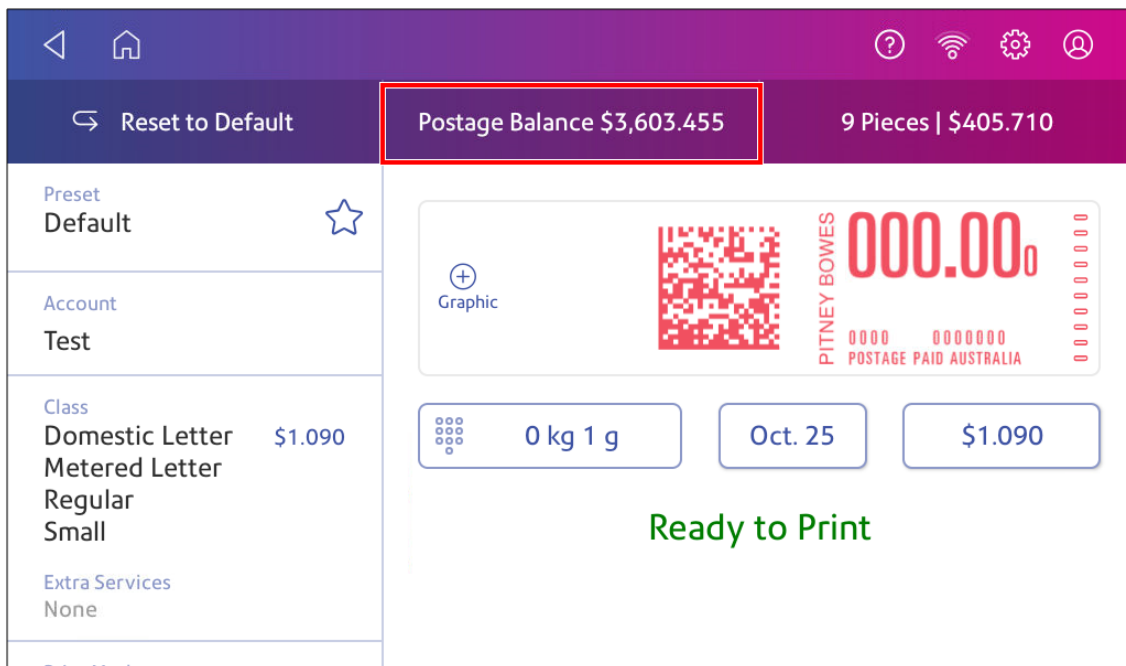 Reset to Default
Postage Balance $3,603.455
9 Pieces | $405.710
Preset
Default
Account
Test
Class
Domestic Letter $1.090
Metered Letter
Regular
Small
Extra Services
None
Graphic
PITNEY BOWES
000.000
0000 0000000
POSTAGE PAID AUSTRALIA
00000000
0 kg 1 g
Oct. 25
$1.090
Ready to Print